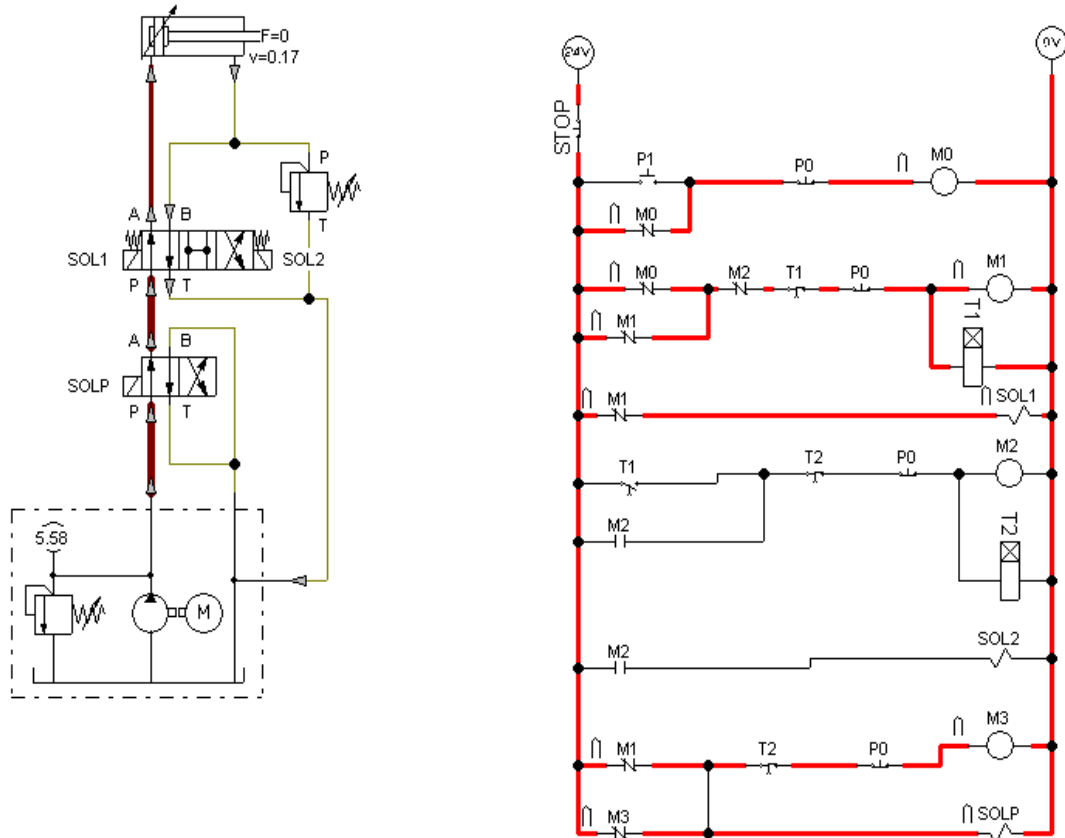 F=0
v=0.17
P
T
A B
SOL1 SOL2
P T
A B
SOLP
P T
5.58
M
24V 0V
STOP
P1 P0 M0
M0
M0 M2 T1 P0 M1
T1
M1
M1 SOL1
T1 T2 P0 M2
M2 T2
M2 SOL2
M1 T2 P0 M3
M3 SOLP